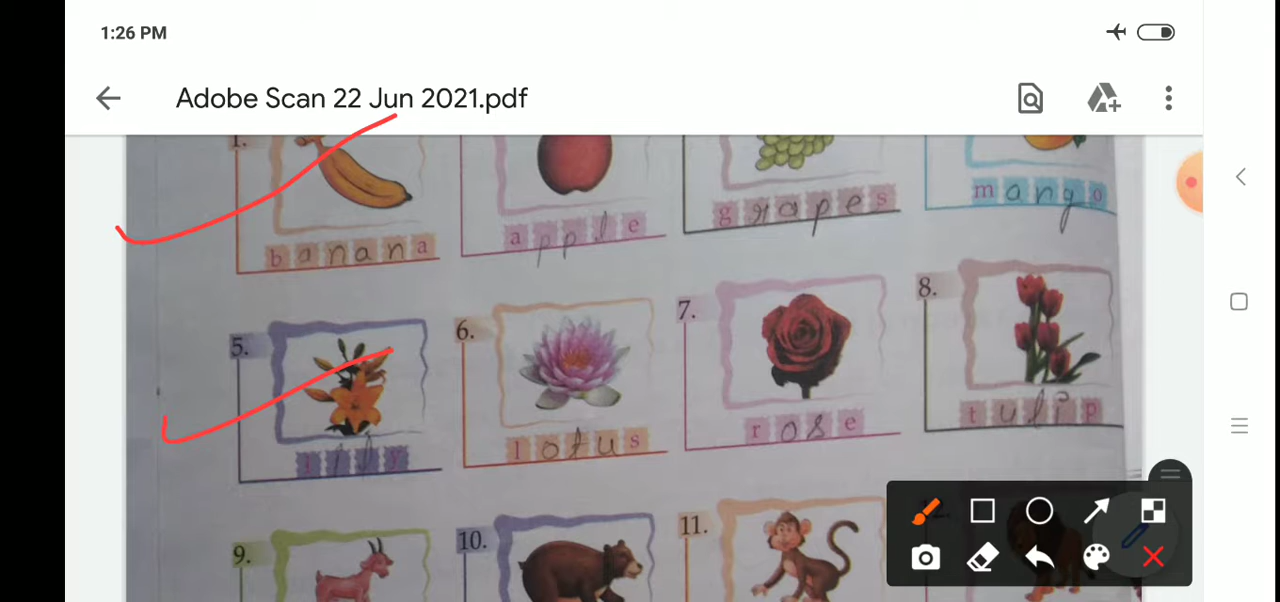 1:26 PM
Adobe Scan 22 Jun 2021.pdf
1.
banana
apple
grapes
mango
5.
6.
7.
8.
lily
lotus
rose
tulip
9.
10.
11.